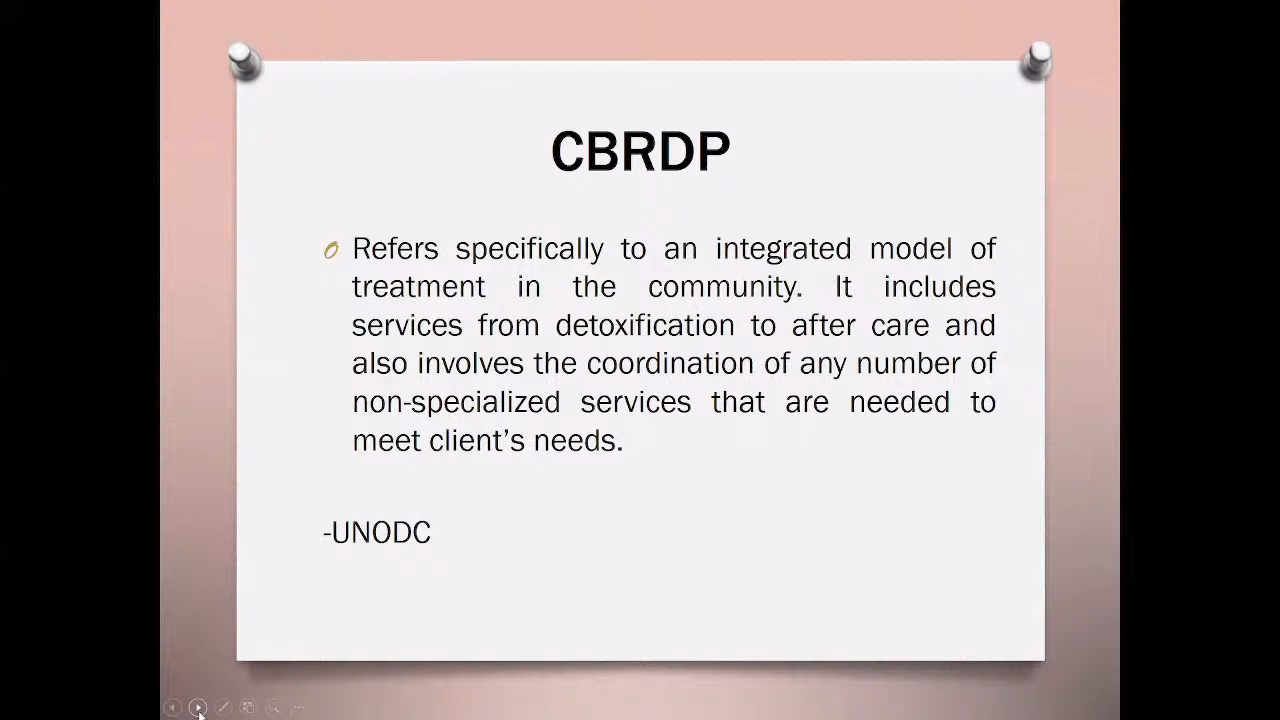 CBRDP
Refers specifically to an integrated model of
treatment in the community. It includes
services from detoxification to after care and
also involves the coordination of any number of
non-specialized services that are needed to
meet client's needs.
-UNODC